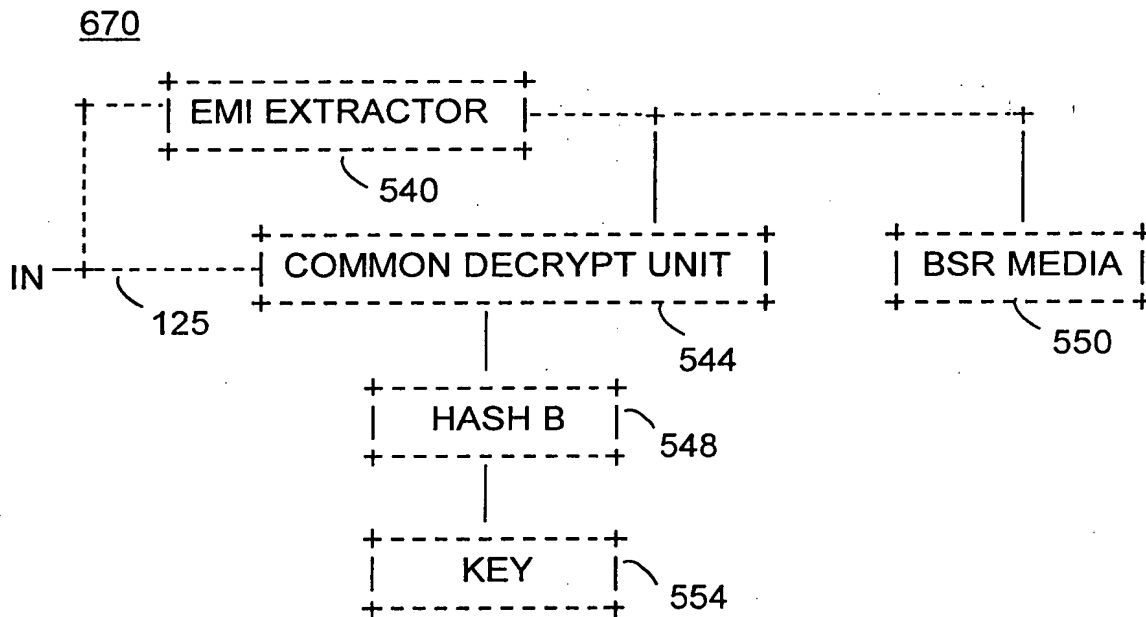 670
EMI EXTRACTOR
540
IN
COMMON DECRYPT UNIT
BSR MEDIA
125
544
550
HASH B
548
KEY
554